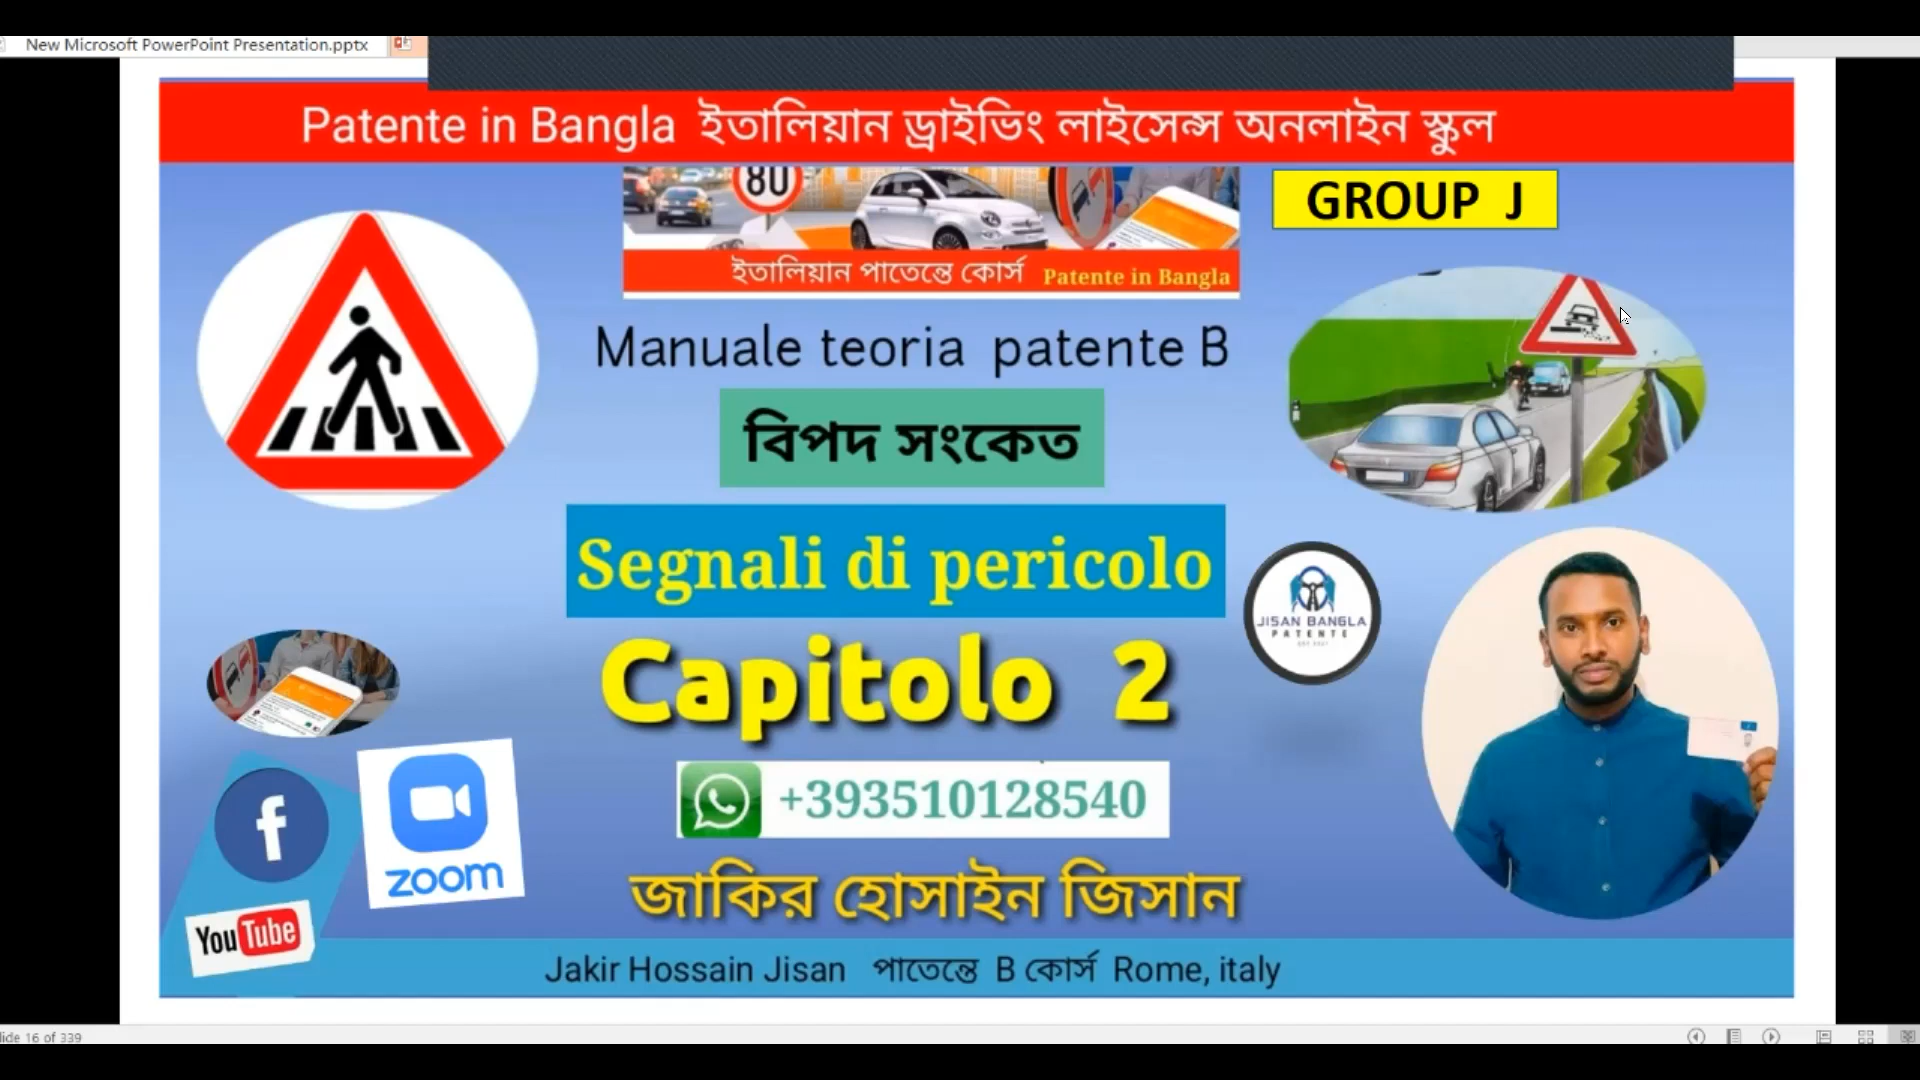 New Microsoft PowerPoint Presentation.pptx
Patente in Bangla ইতালিয়ান ড্রাইভিং লাইসেন্স অনলাইন স্কুল
80
GROUP J
ইতালিয়ান পাতেন্তে কোর্স Patente in Bangla
Manuale teoria patente B
বিপদ সংকেত
Segnali di pericolo
JISAN BANGLA
PATENTE
Capitolo 2
+393510128540
zoom
জাকির হোসাইন জিসান
YouTube
Jakir Hossain Jisan পাতেন্তে B কোর্স Rome, italy
lide 16 of 339